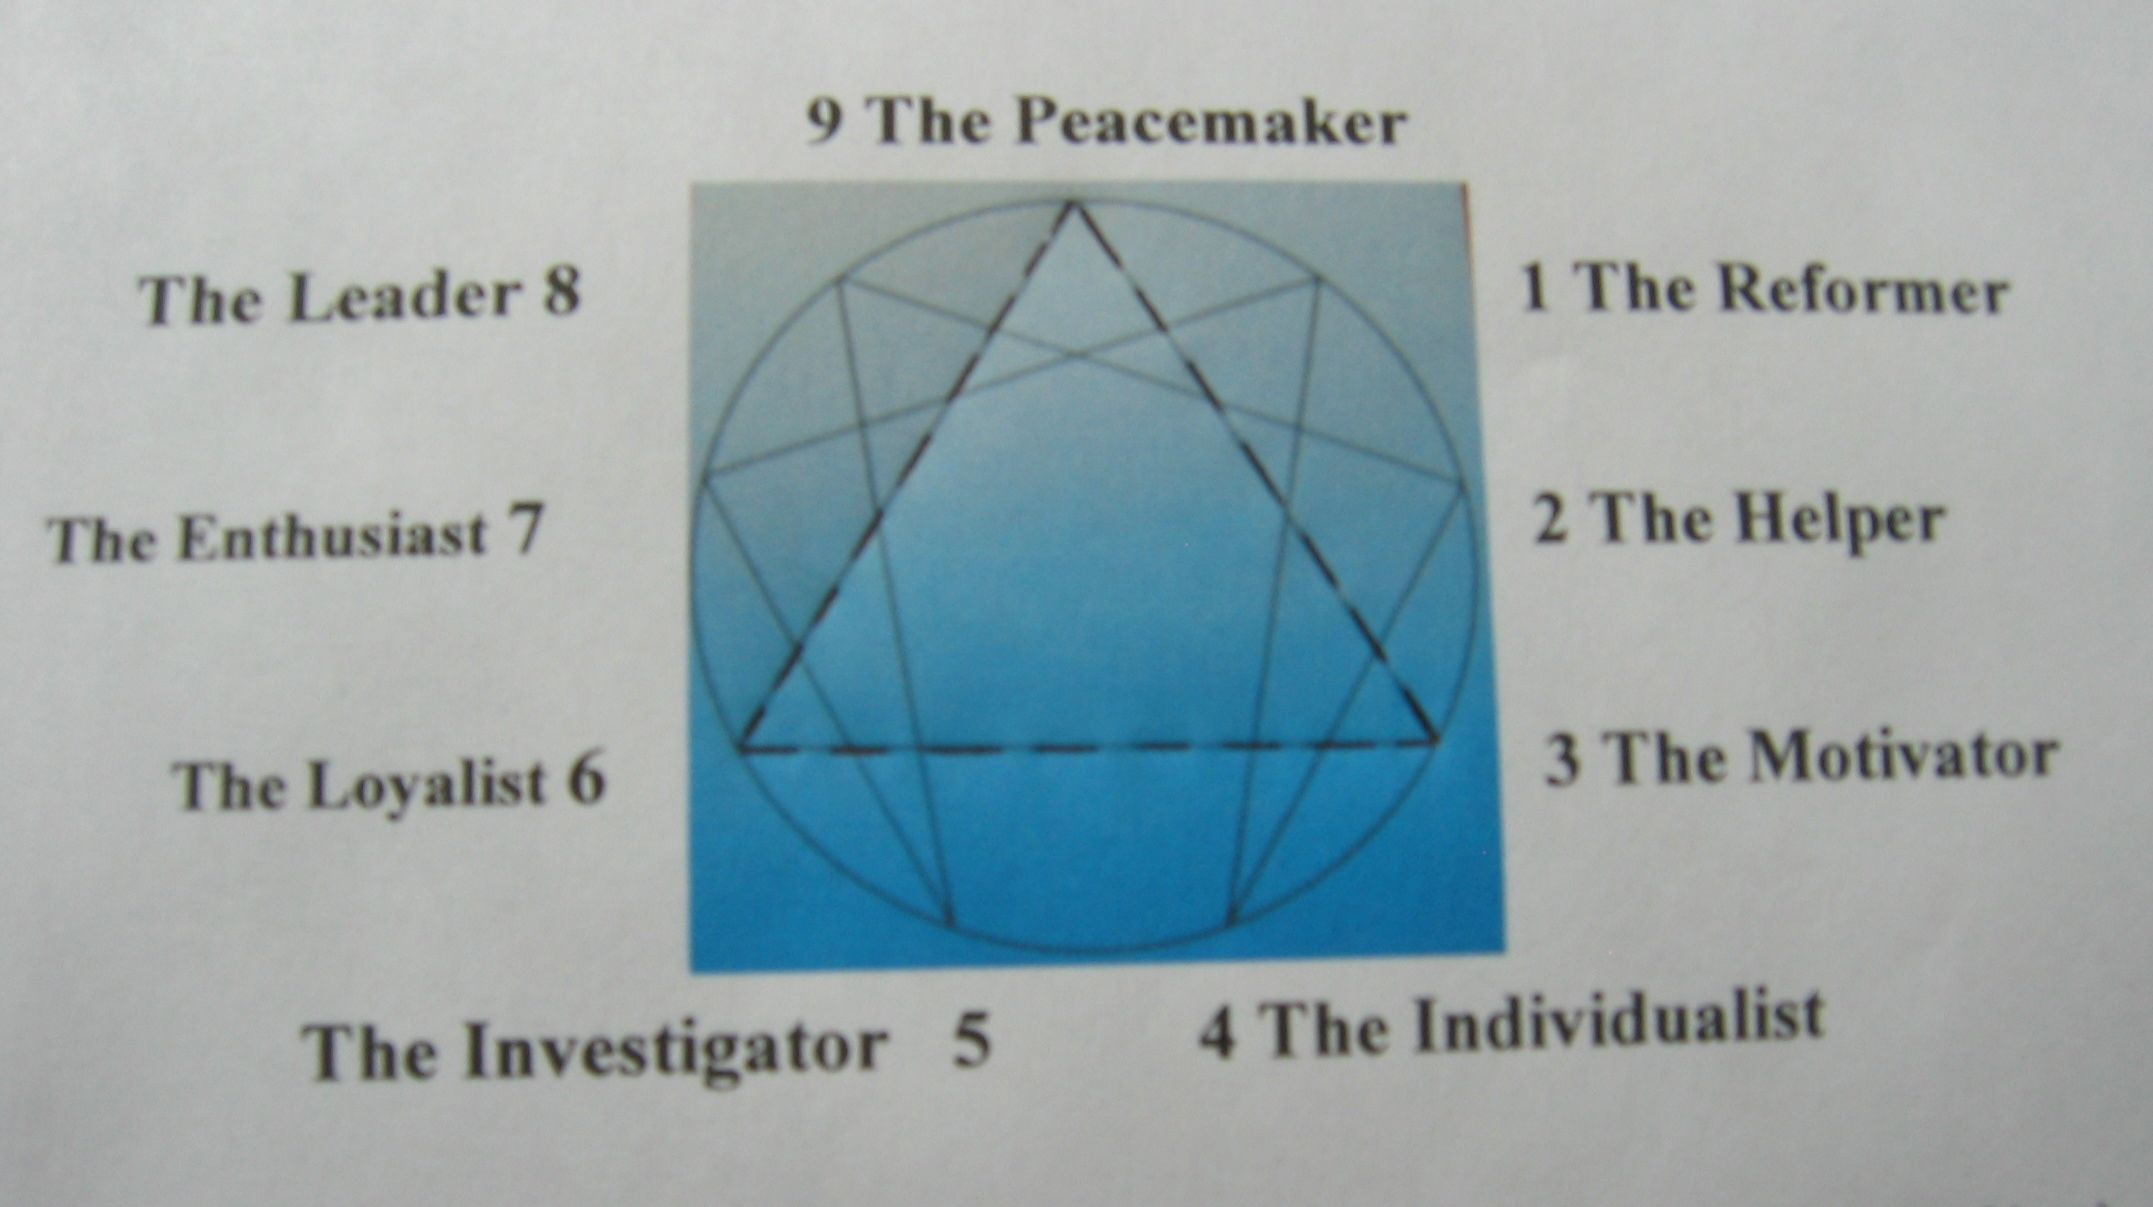 9 The Peacemaker
The Leader 8
1 The Reformer
The Enthusiast 7
2 The Helper
The Loyalist 6
3 The Motivator
The Investigator 5
4 The Individualist